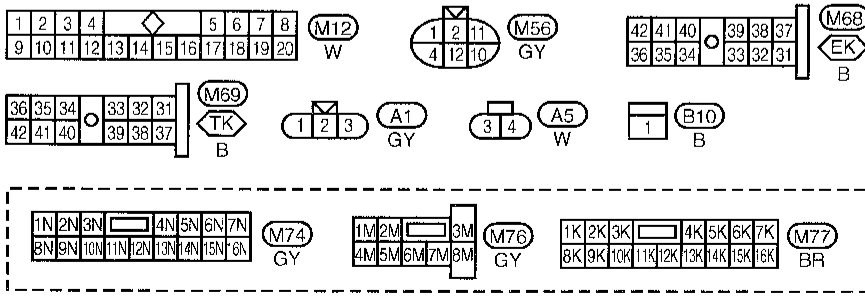 1 2 3 4 5 6 7 8
9 10 11 12 13 14 15 16 17 18 19 20
M12
W
1 2 11
4 12 10
M56
GY
42 41 40 39 38 37
36 35 34 33 32 31
M68
EK
B
36 35 34 33 32 31
42 41 40 39 38 37
M69
TK
B
1 2 3
A1
GY
3 4
A5
W
1
B10
B
1N 2N 3N 4N 5N 6N 7N
8N 9N 10N 11N 12N 13N 14N 15N 16N
M74
GY
1M 2M 3M
4M 5M 6M 7M 8M
M76
GY
1K 2K 3K 4K 5K 6K 7K
8K 9K 10K 11K 12K 13K 14K 15K 16K
M77
BR